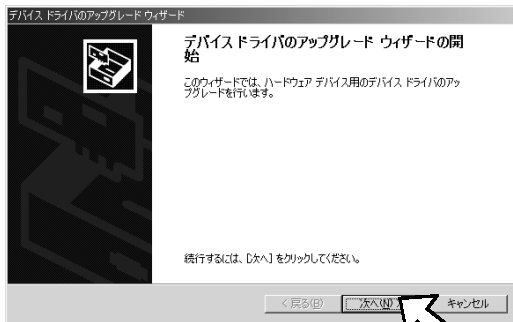 デバイス ドライバのアップグレード ウィザード
デバイス ドライバのアップグレード ウィザードの開
始
このウィザードでは、ハードウェア デバイス用のデバイス ドライバのアッ
プグレードを行います。
続行するには、[次へ] をクリックしてください。
< 戻る(B)
次へ(N)
キャンセル